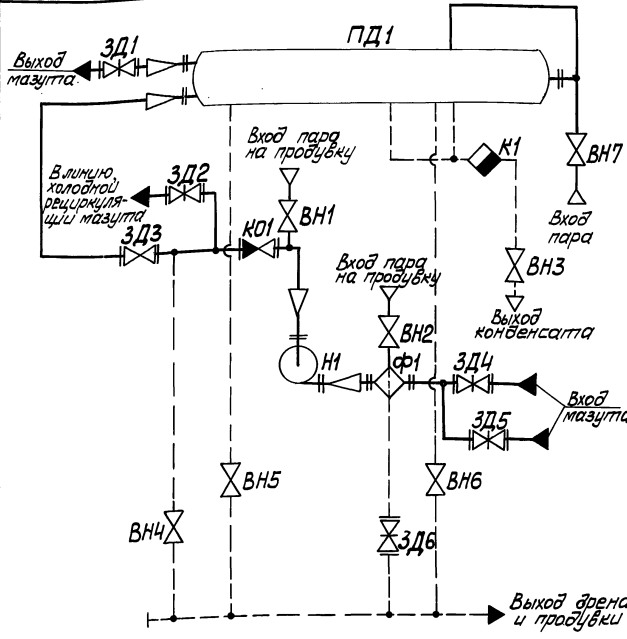 ЗД1
ПД1
Выход
мазута
Вход пара
на продувку
К1
ВН7
В линию
холодной
рециркуля-
ции мазута
ЗД2
КО1
ВН1
ЗД3
Вход
пара
ВН3
Вход пара
на продувку
Выход
конденсата
ВН2
Н1
Ф1
ЗД4
Вход
мазута
ЗД5
ВН5
ВН6
ВН4
ЗД6
Выход дрена
и продувки